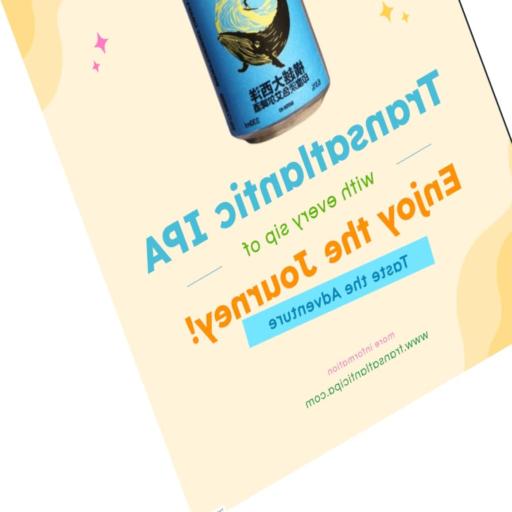 Transatlantic IPA
with every sip of
Enjoy the Journey!
Taste the Adventure
more information
www.transatlanticipa.com